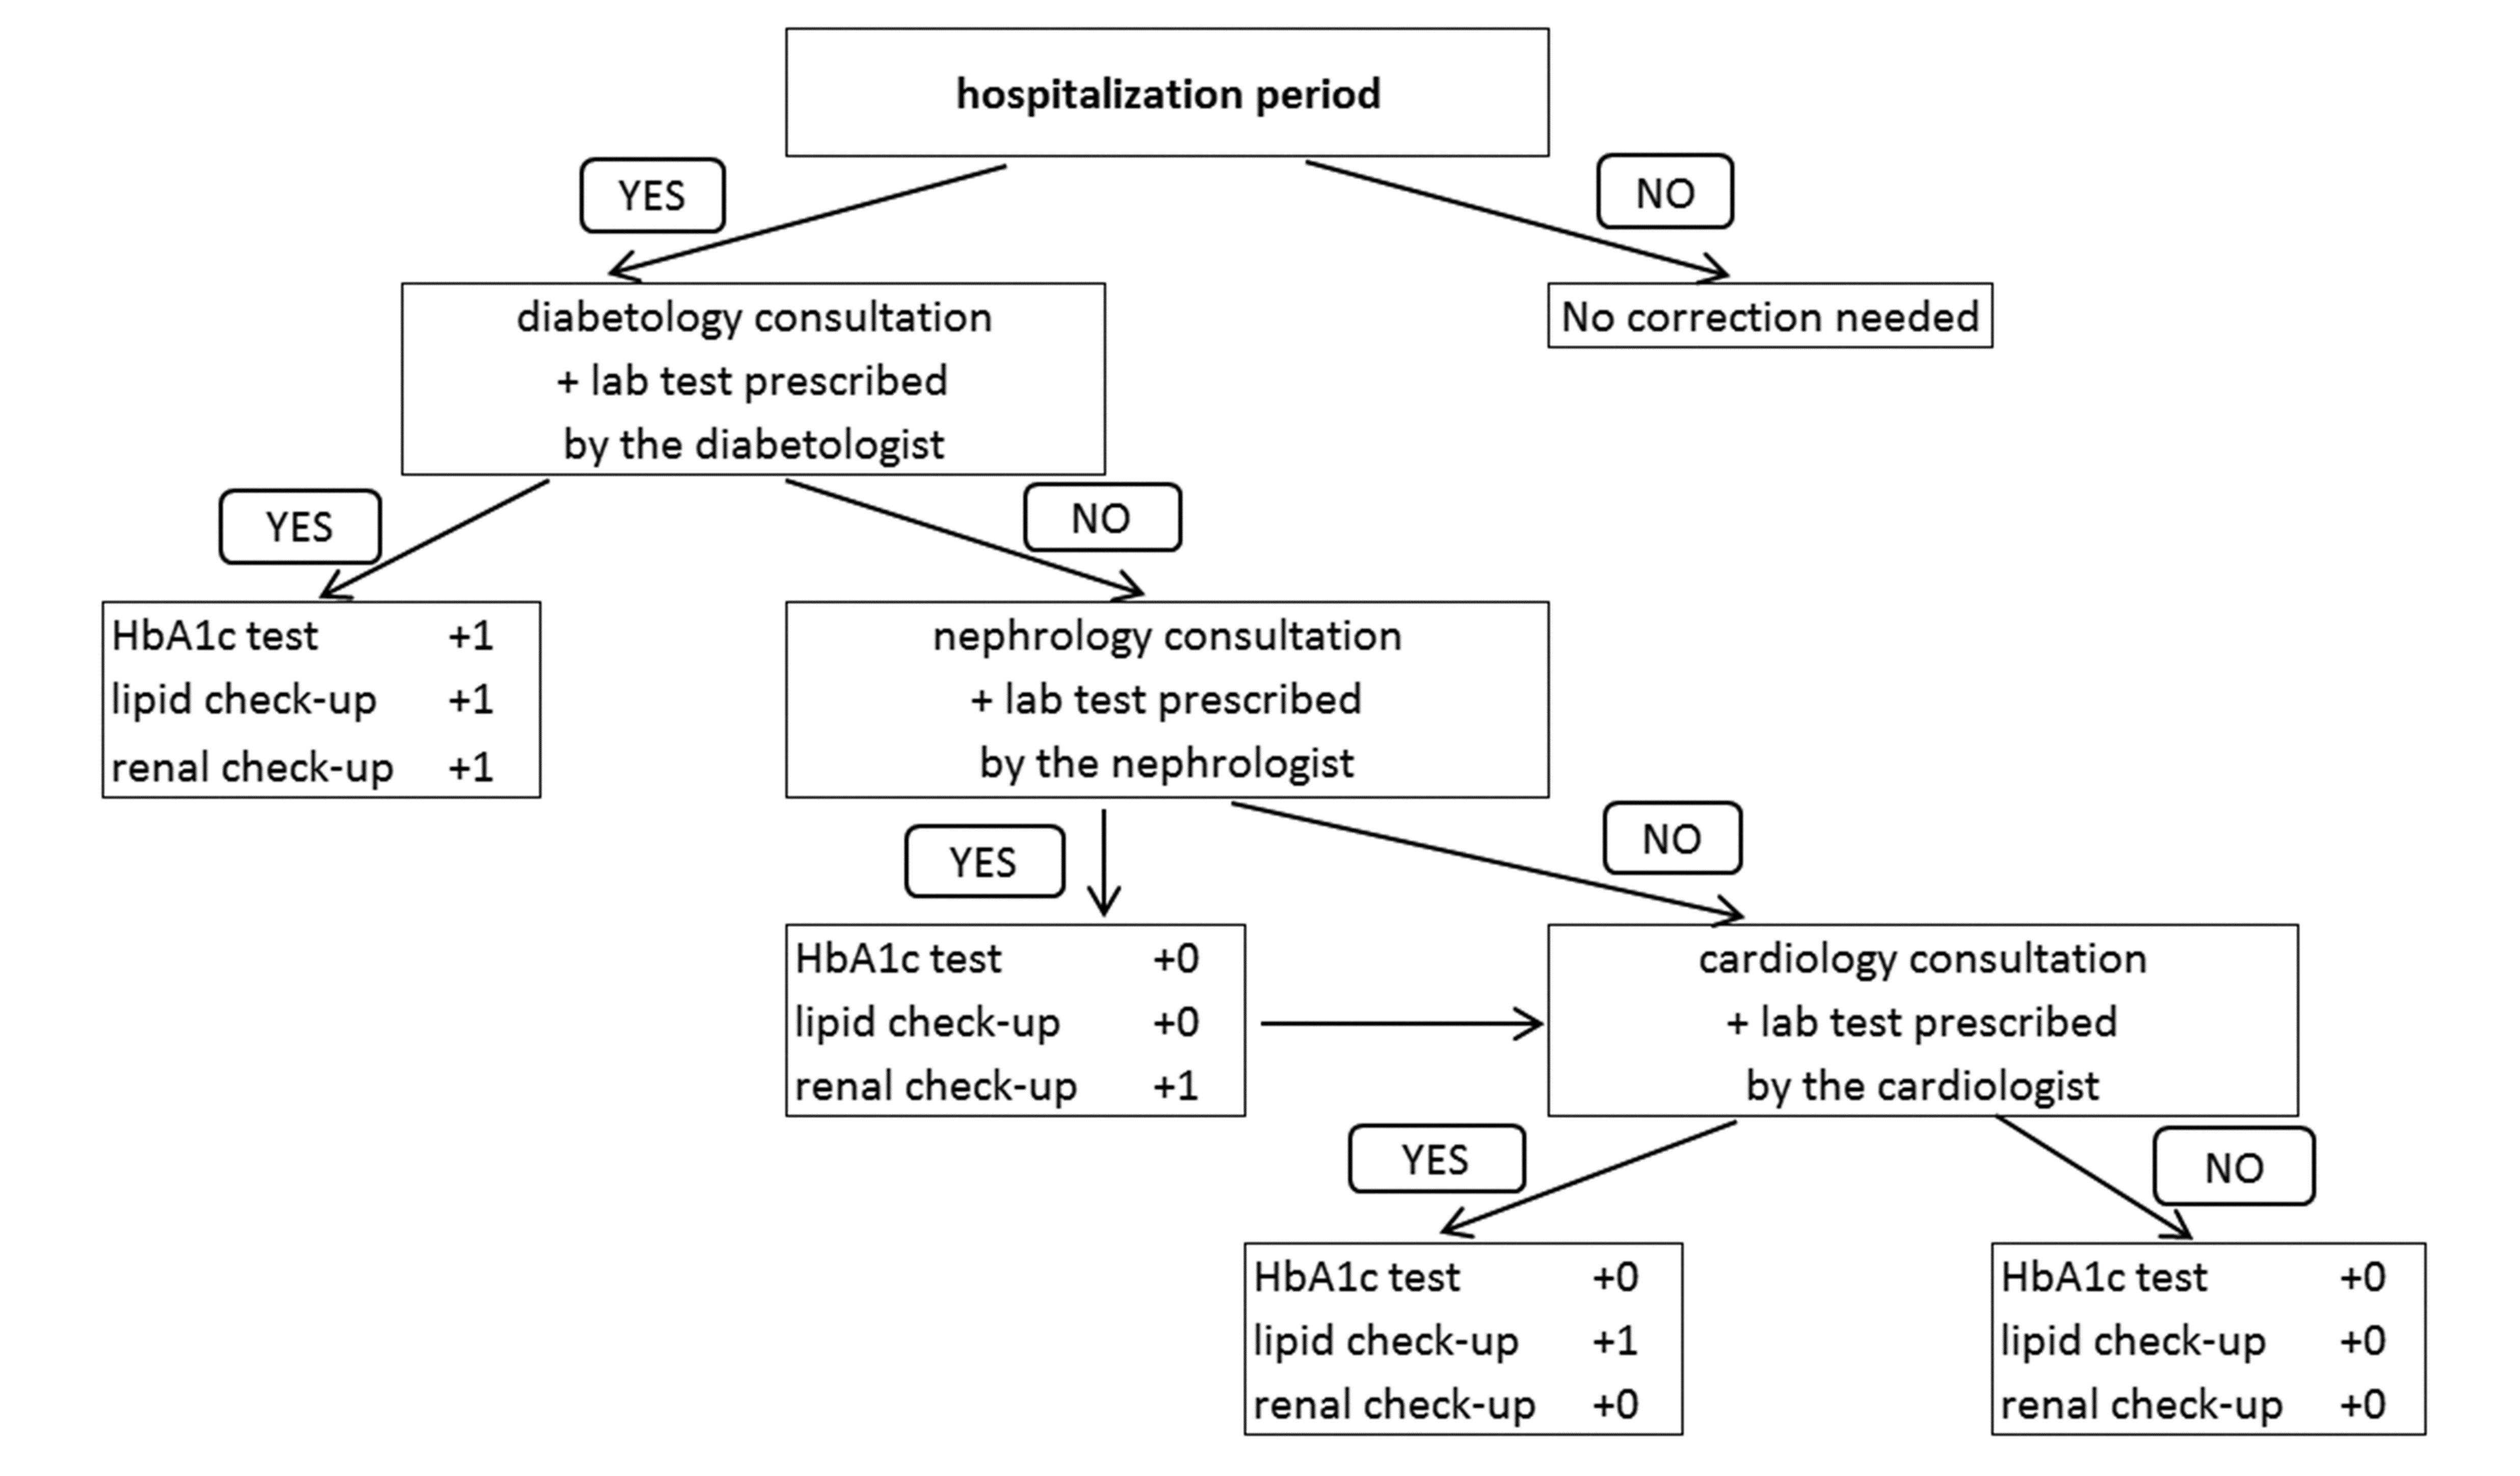 hospitalization period
YES
NO
diabetology consultation
+ lab test prescribed
by the diabetologist
No correction needed
YES
NO
HbA1c test +1
lipid check-up +1
renal check-up +1
nephrology consultation
+ lab test prescribed
by the nephrologist
YES
NO
HbA1c test +0
lipid check-up +0
renal check-up +1
cardiology consultation
+ lab test prescribed
by the cardiologist
YES
NO
HbA1c test +0
lipid check-up +1
renal check-up +0
HbA1c test +0
lipid check-up +0
renal check-up +0